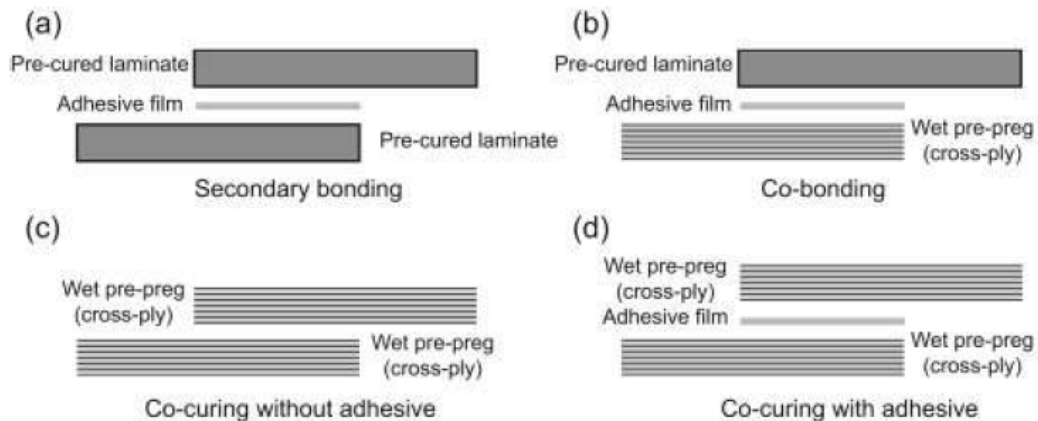 (a)
Pre-cured laminate
Adhesive film
Pre-cured laminate
Secondary bonding
(b)
Pre-cured laminate
Adhesive film
Wet pre-preg
(cross-ply)
Co-bonding
(c)
Wet pre-preg
(cross-ply)
Wet pre-preg
(cross-ply)
Co-curing without adhesive
(d)
Wet pre-preg
(cross-ply)
Adhesive film
Wet pre-preg
(cross-ply)
Co-curing with adhesive